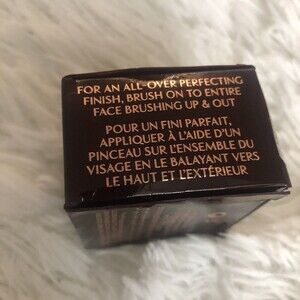 FOR AN ALL-OVER PERFECTING
FINISH, BRUSH ON TO ENTIRE
FACE BRUSHING UP & OUT
POUR UN FINI PARFAIT,
APPLIQUER À L'AIDE D'UN
PINCEAU SUR L'ENSEMBLE DU
VISAGE EN LE BALAYANT VERS
LE HAUT ET L'EXTÉRIEUR